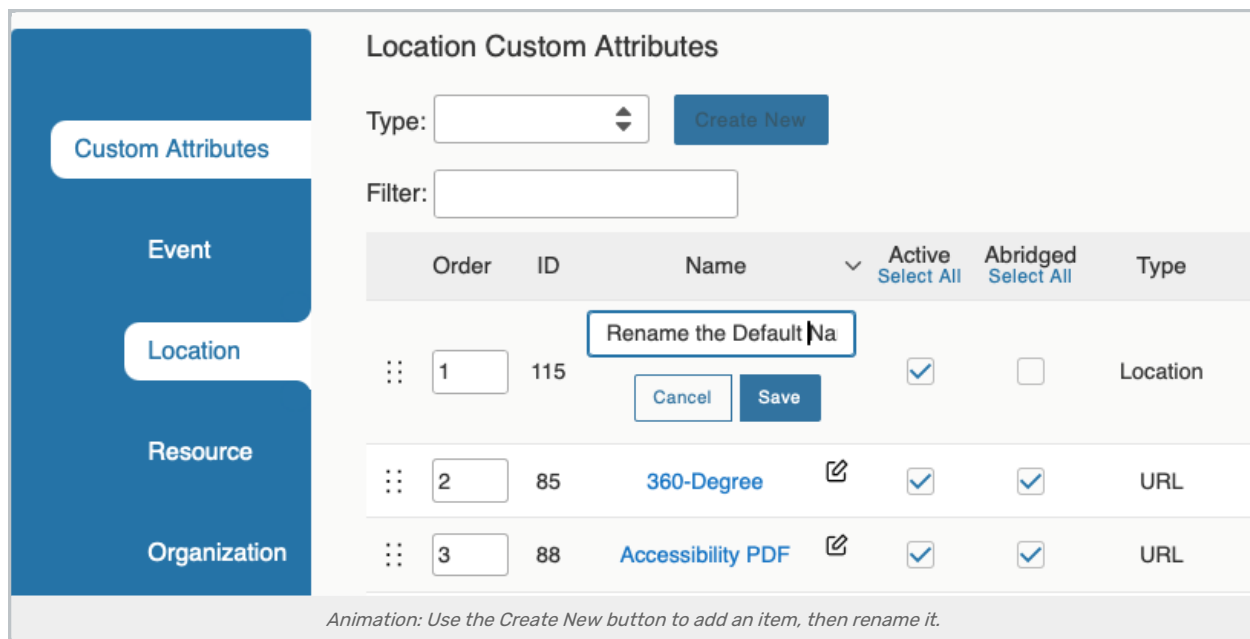 Location Custom Attributes
Type:
Create New
Filter:
Custom Attributes
Event
Location
Resource
Organization
Order ID Name Active Abridged Type
Select All Select All
Rename the Default Na
1 115 Location
Cancel Save
2 85 360-Degree URL
3 88 Accessibility PDF URL
Animation: Use the Create New button to add an item, then rename it.